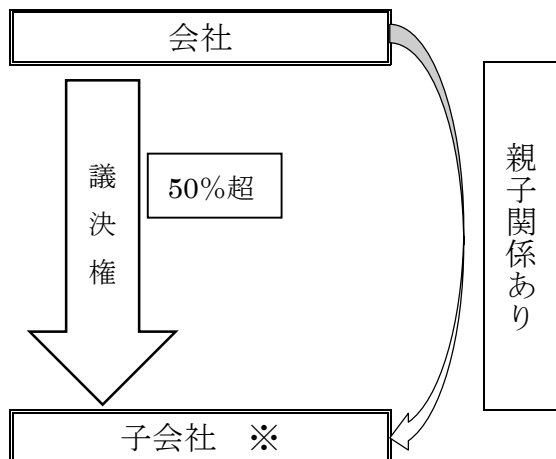 会社
議決権
50%超
親子関係あり
子会社　※